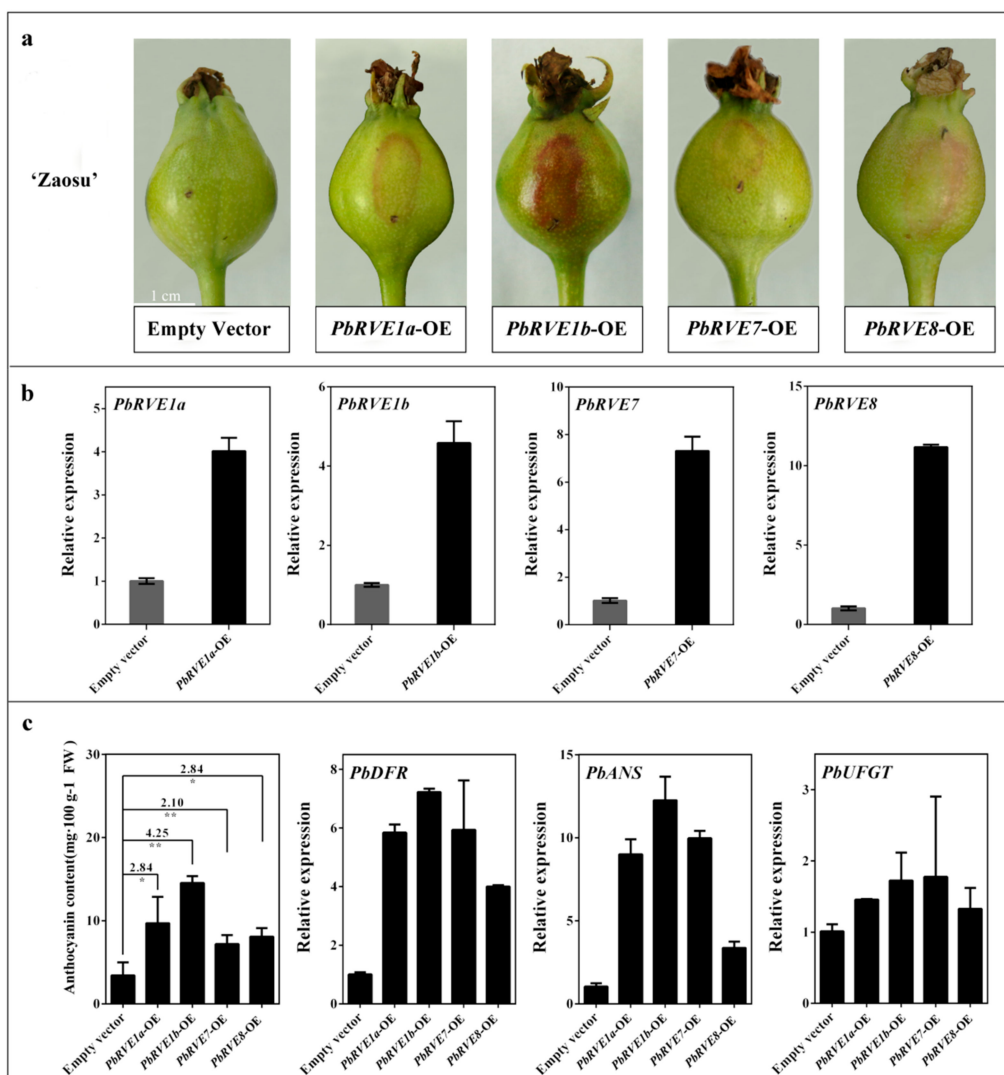 a
‘Zaosu’
1 cm
Empty Vector
PbRVE1a-OE
PbRVE1b-OE
PbRVE7-OE
PbRVE8-OE
b
PbRVE1a
Relative expression
5
4
3
2
1
0
Empty vector
PbRVE1a-OE
PbRVE1b
Relative expression
6
4
2
0
Empty vector
PbRVE1b-OE
PbRVE7
Relative expression
10
8
6
4
2
0
Empty vector
PbRVE7-OE
PbRVE8
Relative expression
15
10
5
0
Empty vector
PbRVE8-OE
c
Anthocyanin content(mg·100 g-1 FW )
30
20
10
0
2.84
*
2.10
**
4.25
**
2.84
*
Empty vector
PbRVE1a-OE
PbRVE1b-OE
PbRVE7-OE
PbRVE8-OE
PbDFR
Relative expression
8
6
4
2
0
Empty vector
PbRVE1a-OE
PbRVE1b-OE
PbRVE7-OE
PbRVE8-OE
PbANS
Relative expression
15
10
5
0
Empty vector
PbRVE1a-OE
PbRVE1b-OE
PbRVE7-OE
PbRVE8-OE
PbUFGT
Relative expression
3
2
1
0
Empty vector
PbRVE1a-OE
PbRVE1b-OE
PbRVE7-OE
PbRVE8-OE